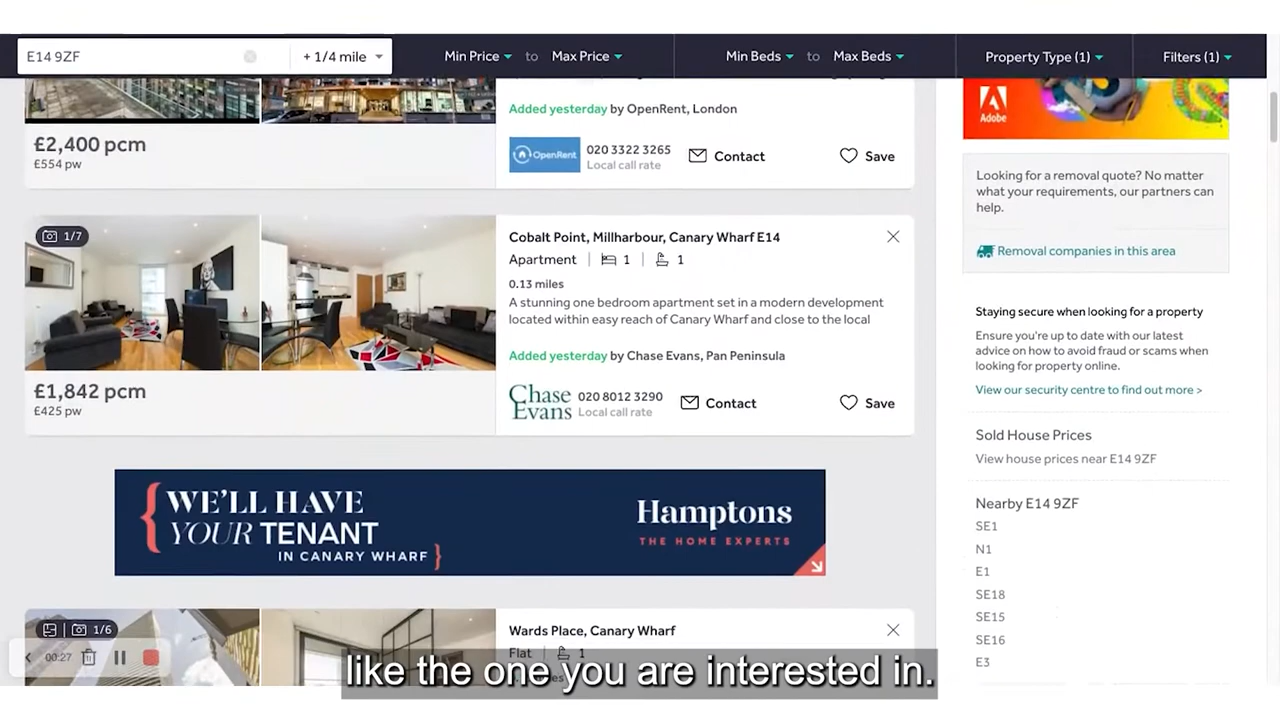 E14 9ZF
+ 1/4 mile
Min Price to Max Price
Min Beds to Max Beds
Property Type (1)
Filters (1)
£2,400 pcm
£554 pw
Added yesterday by OpenRent, London
OpenRent
020 3322 3265
Local call rate
Contact
Save
1/7
£1,842 pcm
£425 pw
Cobalt Point, Millharbour, Canary Wharf E14
Apartment | 1 | 1
0.13 miles
A stunning one bedroom apartment set in a modern development
located within easy reach of Canary Wharf and close to the local
Added yesterday by Chase Evans, Pan Peninsula
Chase
Evans
020 8012 3290
Local call rate
Contact
Save
{ WE'LL HAVE
YOUR TENANT
IN CANARY WHARF }
Hamptons
THE HOME EXPERTS
1/6
Wards Place, Canary Wharf
Flat 1
00:27
like the one you are interested in.
Adobe
Looking for a removal quote? No matter
what your requirements, our partners can
help.
Removal companies in this area
Staying secure when looking for a property
Ensure you're up to date with our latest
advice on how to avoid fraud or scams when
looking for property online.
View our security centre to find out more >
Sold House Prices
View house prices near E14 9ZF
Nearby E14 9ZF
SE1
N1
E1
SE18
SE15
SE16
E3